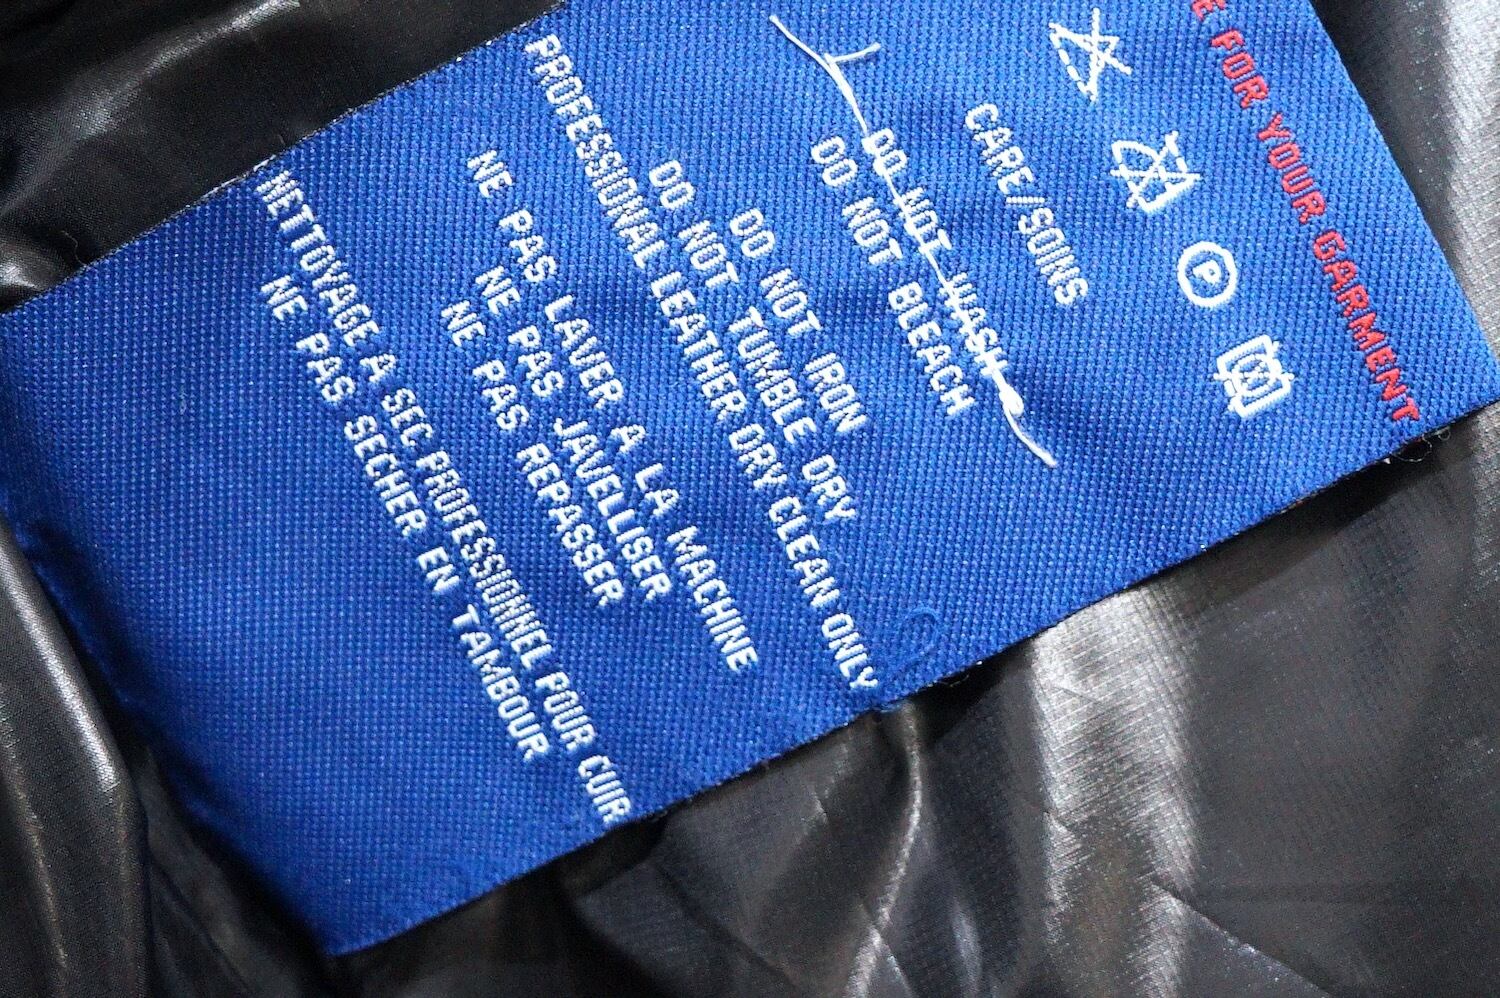 E FOR YOUR GARMENT
P
CARE/SOINS
DO NOT WASH
DO NOT BLEACH
DO NOT IRON
DO NOT TUMBLE DRY
PROFESSIONAL LEATHER DRY CLEAN ONLY
NE PAS LAVER A LA MACHINE
NE PAS JAVELLISER
NE PAS REPASSER
NETTOYAGE A SEC PROFESSIONNEL POUR CUIR
NE PAS SECHER EN TAMBOUR